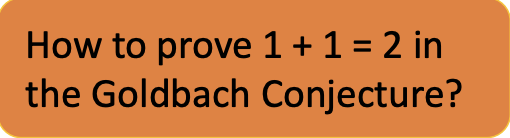 How to prove 1 + 1 = 2 in
the Goldbach Conjecture?